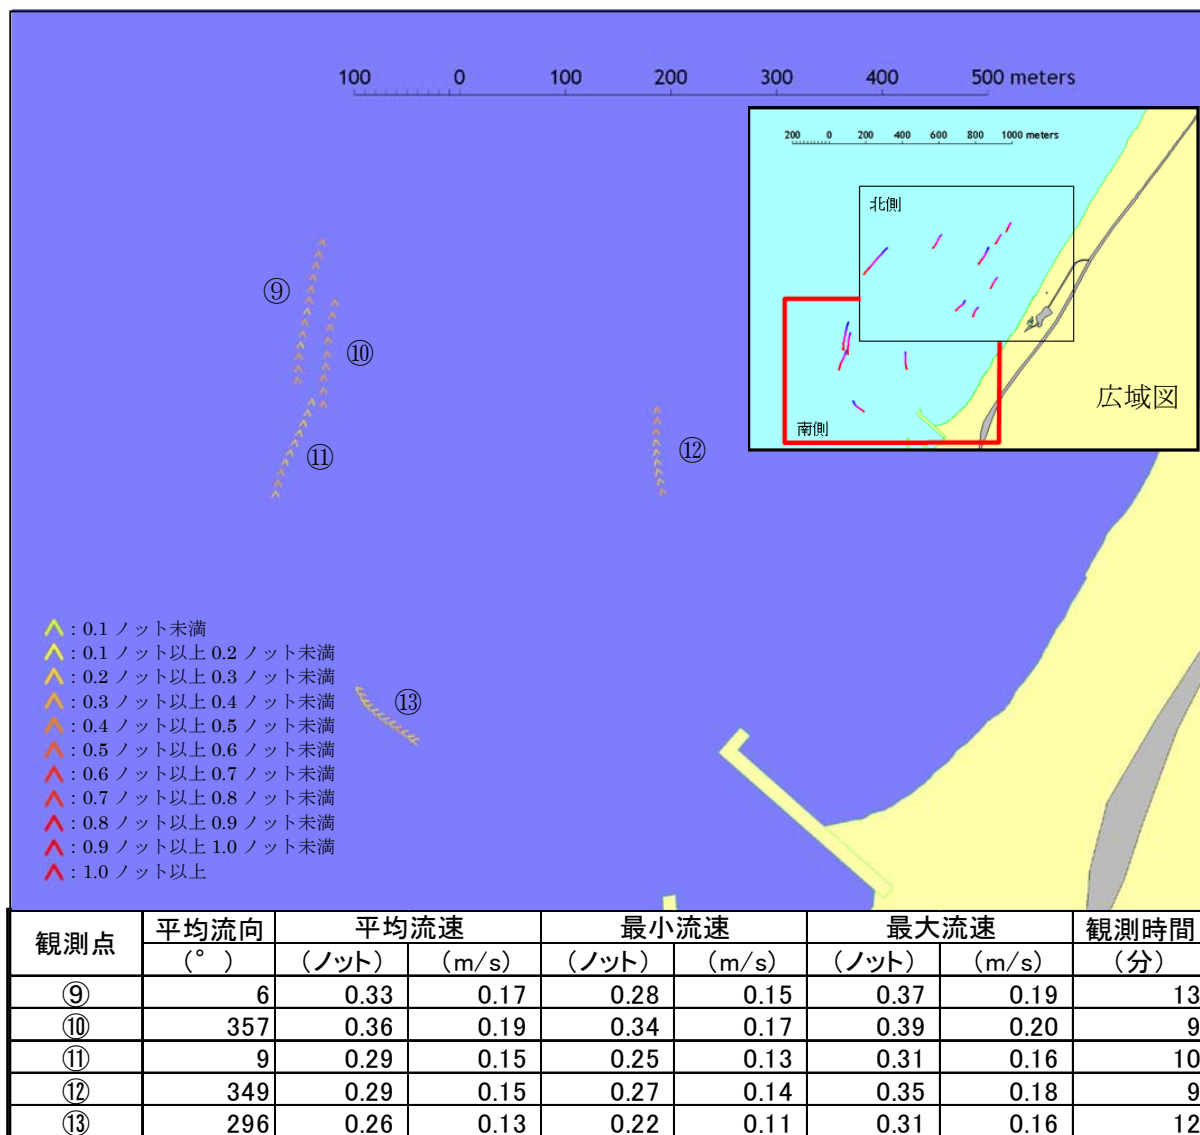 100 0 100 200 300 400 500 meters
200 0 200 400 600 800 1000 meters
北側
南側
広域図
⑨
⑩
⑪
⑫
⑬
: 0.1 ノット未満
: 0.1 ノット以上 0.2 ノット未満
: 0.2 ノット以上 0.3 ノット未満
: 0.3 ノット以上 0.4 ノット未満
: 0.4 ノット以上 0.5 ノット未満
: 0.5 ノット以上 0.6 ノット未満
: 0.6 ノット以上 0.7 ノット未満
: 0.7 ノット以上 0.8 ノット未満
: 0.8 ノット以上 0.9 ノット未満
: 0.9 ノット以上 1.0 ノット未満
: 1.0 ノット以上
観測点 平均流向 平均流速 最小流速 最大流速 観測時間
(° ) (ノット) (m/s) (ノット) (m/s) (ノット) (m/s) (分)
⑨ 6 0.33 0.17 0.28 0.15 0.37 0.19 13
⑩ 357 0.36 0.19 0.34 0.17 0.39 0.20 9
⑪ 9 0.29 0.15 0.25 0.13 0.31 0.16 10
⑫ 349 0.29 0.15 0.27 0.14 0.35 0.18 9
⑬ 296 0.26 0.13 0.22 0.11 0.31 0.16 12